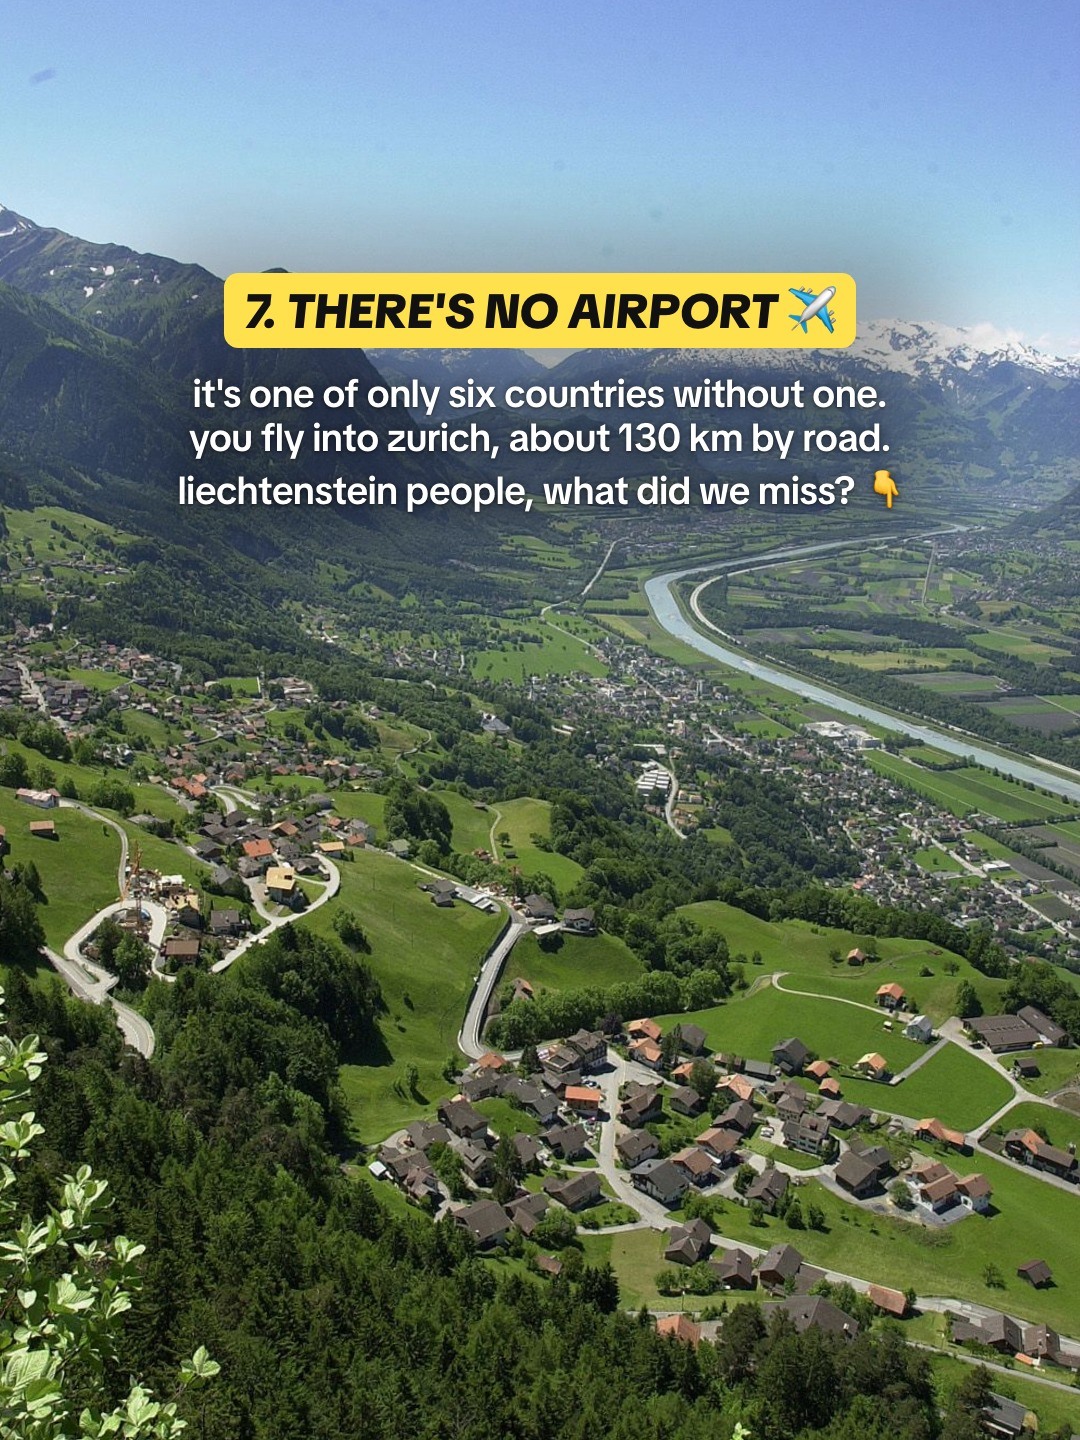 7. THERE'S NO AIRPORT ✈️
it's one of only six countries without one.
you fly into zurich, about 130 km by road.
liechtenstein people, what did we miss? 👇